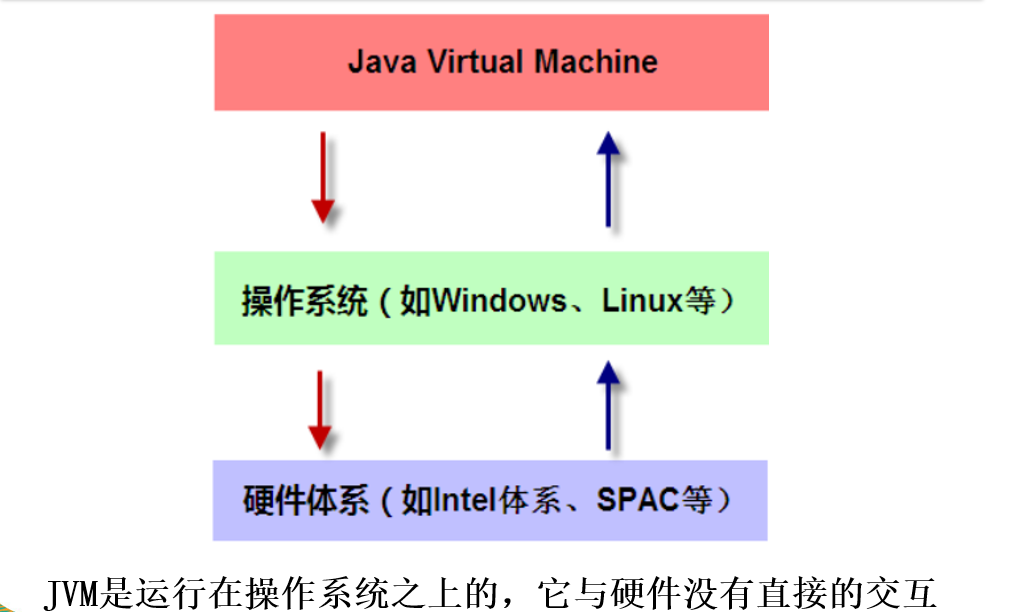 Java Virtual Machine
操作系统（如Windows、Linux等）
硬件体系（如Intel体系、SPAC等）
JVM是运行在操作系统之上的，它与硬件没有直接的交互